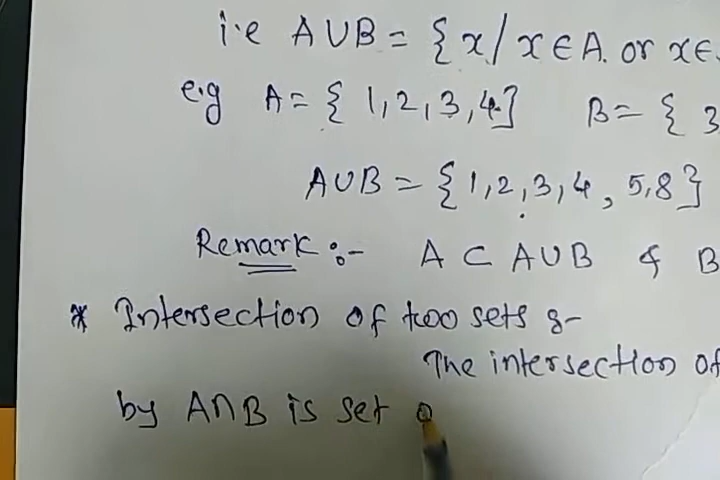 i.e A∪B = {x/x∈A. or x∈
e.g A = {1,2,3,4} B = {3
A∪B = {1,2,3,4,5,8}
Remark :- A ⊂ A∪B & B
* Intersection of two sets :-
The intersection of
by A∩B is set o